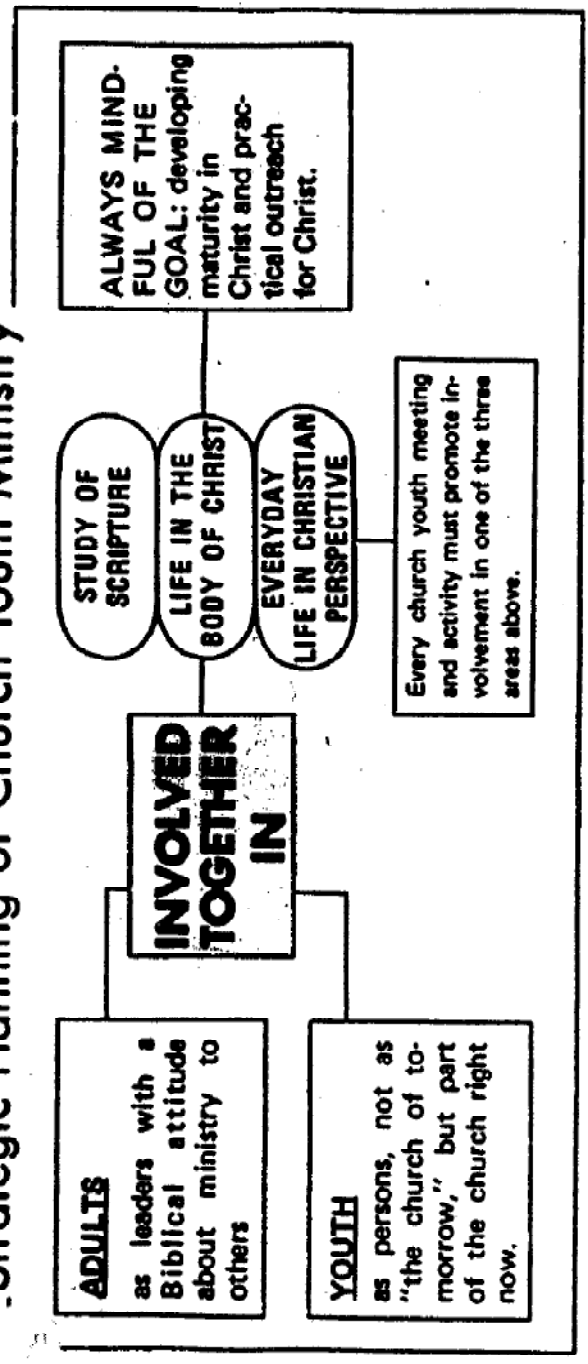 Strategic Planning of Church Youth Ministry
ADULTS
as leaders with a
Biblical attitude
about ministry to
others
YOUTH
as persons, not as
"the church of to-
morrow," but part
of the church right
now.
INVOLVED
TOGETHER
IN
STUDY OF
SCRIPTURE
LIFE IN THE
BODY OF CHRIST
EVERYDAY
LIFE IN CHRISTIAN
PERSPECTIVE
Every church youth meeting
and activity must promote in-
volvement in one of the three
areas above.
ALWAYS MIND-
FUL OF THE
GOAL: developing
maturity in
Christ and prac-
tical outreach
for Christ.